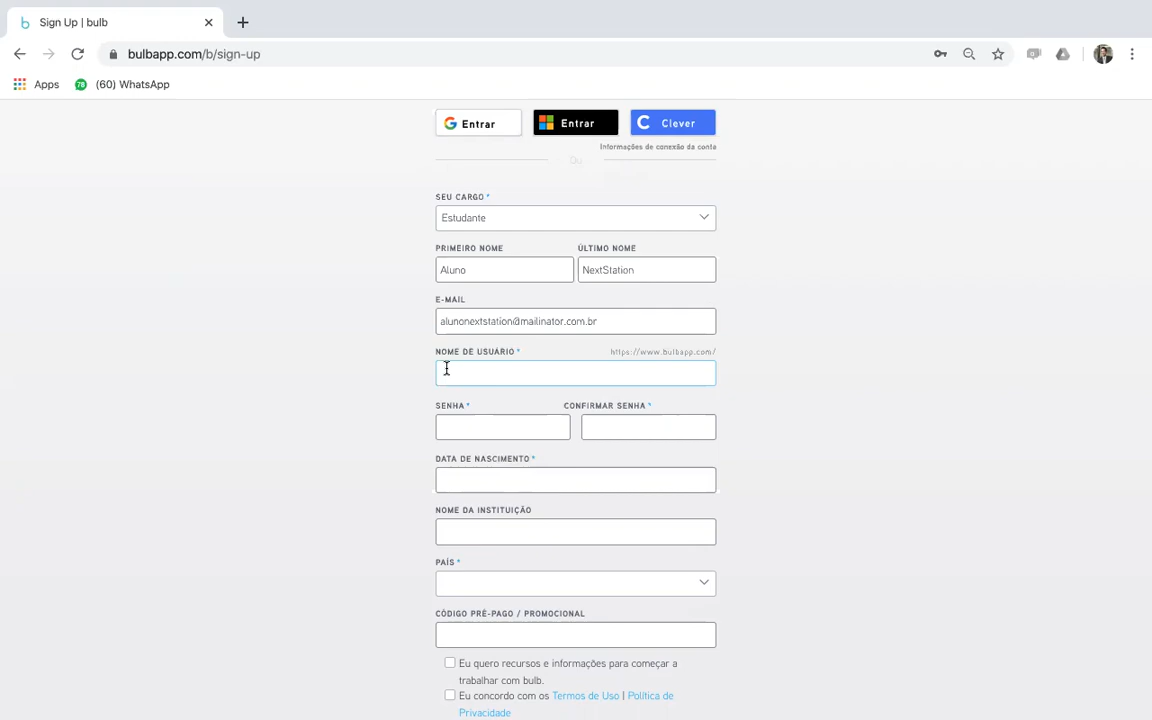 Sign Up | bulb
bulbapp.com/b/sign-up
Apps
(60) WhatsApp
Entrar
Entrar
Clever
Informações de conexão da conta
Ou
SEU CARGO *
Estudante
PRIMEIRO NOME
ÚLTIMO NOME
Aluno
NextStation
E-MAIL
alunonextstation@mailinator.com.br
NOME DE USUÁRIO *
https://www.bulbapp.com/
SENHA *
CONFIRMAR SENHA *
DATA DE NASCIMENTO *
NOME DA INSTITUIÇÃO
PAÍS *
CÓDIGO PRÉ-PAGO / PROMOCIONAL
Eu quero recursos e informações para começar a
trabalhar com bulb.
Eu concordo com os Termos de Uso | Política de
Privacidade